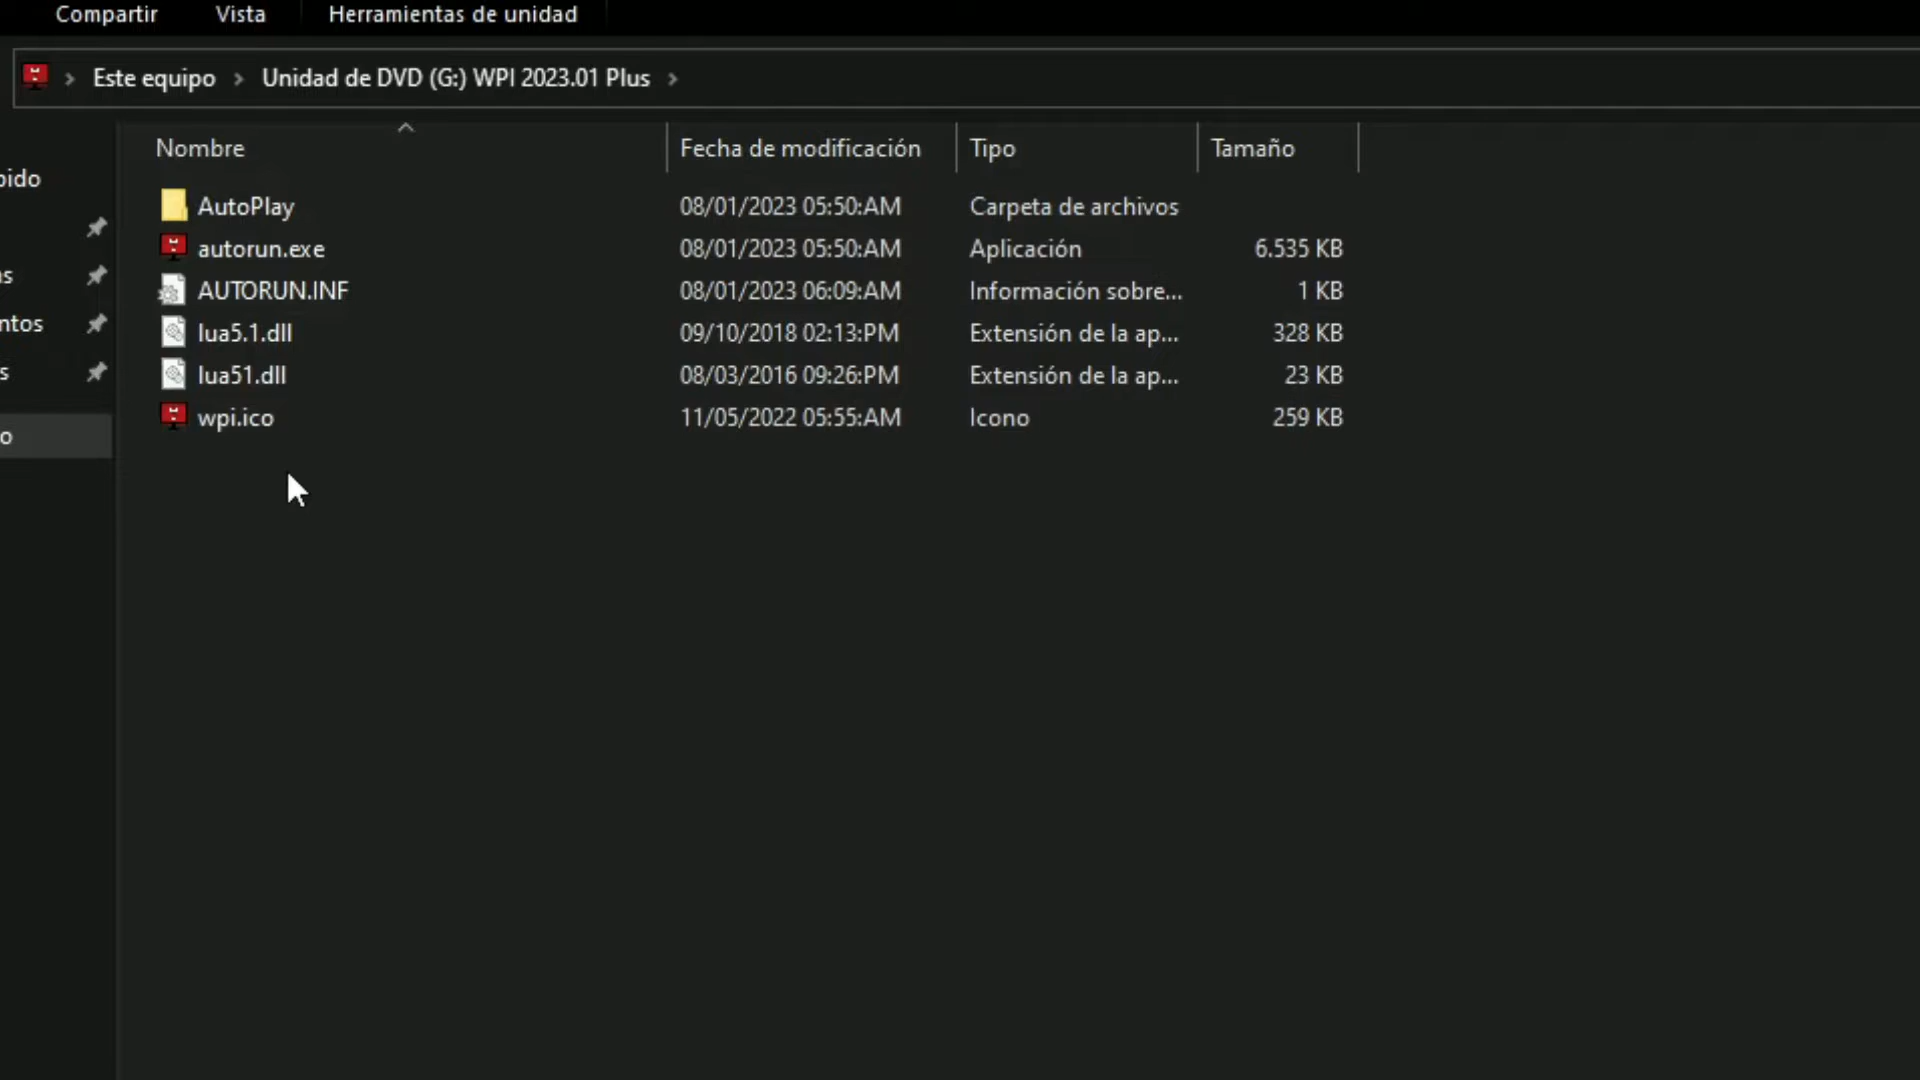 Compartir Vista Herramientas de unidad
Este equipo Unidad de DVD (G:) WPI 2023.01 Plus
Nombre Fecha de modificación Tipo Tamaño
AutoPlay 08/01/2023 05:50:AM Carpeta de archivos
autorun.exe 08/01/2023 05:50:AM Aplicación 6.535 KB
AUTORUN.INF 08/01/2023 06:09:AM Información sobre... 1 KB
lua5.1.dll 09/10/2018 02:13:PM Extensión de la ap... 328 KB
lua51.dll 08/03/2016 09:26:PM Extensión de la ap... 23 KB
wpi.ico 11/05/2022 05:55:AM Icono 259 KB